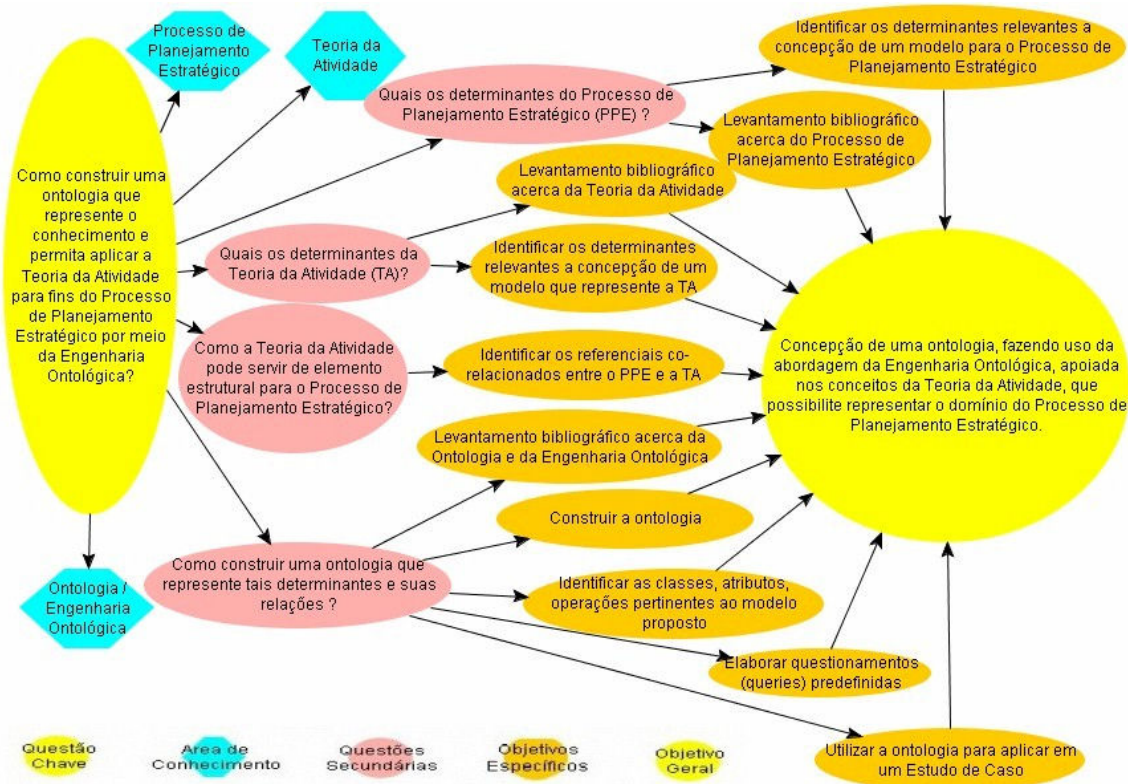 Processo de
Planejamento
Estratégico
Teoria da
Atividade
Identificar os determinantes relevantes a
concepção de um modelo para o Processo de
Planejamento Estratégico
Quais os determinantes do Processo de
Planejamento Estratégico (PPE) ?
Levantamento bibliográfico
acerca do Processo de
Planejamento Estratégico
Como construir uma
ontologia que
represente o
conhecimento e
permita aplicar a
Teoria da Atividade
para fins do Processo
de Planejamento
Estratégico por meio
da Engenharia
Ontológica?
Levantamento bibliográfico
acerca da Teoria da Atividade
Quais os determinantes da
Teoria da Atividade (TA)?
Identificar os determinantes
relevantes a concepção de um
modelo que represente a TA
Como a Teoria da Atividade
pode servir de elemento
estrutural para o Processo de
Planejamento Estratégico?
Identificar os referenciais co-
relacionados entre o PPE e a TA
Concepção de uma ontologia, fazendo uso da
abordagem da Engenharia Ontológica, apoiada
nos conceitos da Teoria da Atividade, que
possibilite representar o domínio do Processo de
Planejamento Estratégico.
Levantamento bibliográfico acerca da
Ontologia e da Engenharia Ontológica
Construir a ontologia
Como construir uma ontologia que
represente tais determinantes e suas
relações ?
Identificar as classes, atributos,
operações pertinentes ao modelo
proposto
Ontologia /
Engenharia
Ontológica
Elaborar questionamentos
(queries) predefinidas
Utilizar a ontologia para aplicar em
um Estudo de Caso
Questão
Chave
Area de
Conhecimento
Questões
Secundárias
Objetivos
Específicos
Objetivo
Geral